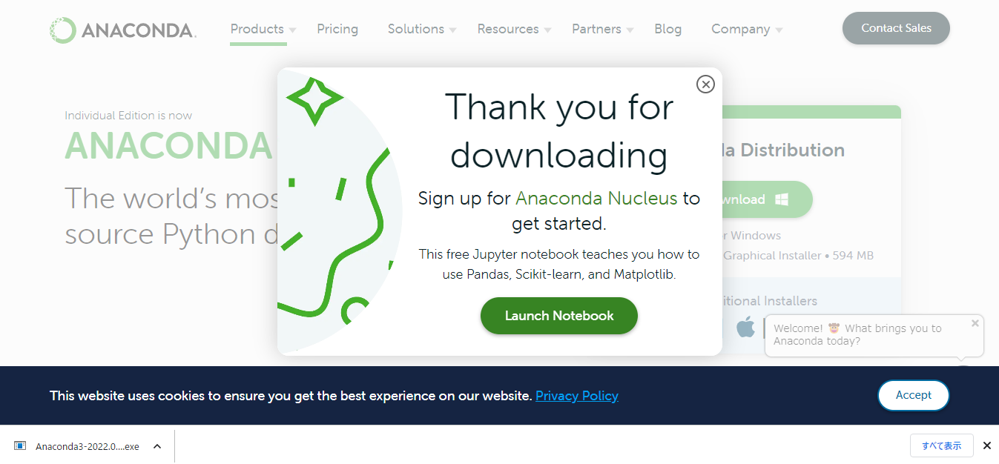 ANACONDA.
Products
Pricing
Solutions
Resources
Partners
Blog
Company
Contact Sales
Individual Edition is now
ANACONDA
The world's mos
source Python d
Thank you for
downloading
Sign up for Anaconda Nucleus to
get started.
This free Jupyter notebook teaches you how to
use Pandas, Scikit-learn, and Matplotlib.
Launch Notebook
Distribution
wnload
r Windows
Graphical Installer • 594 MB
itional Installers
Welcome! What brings you to
Anaconda today?
This website uses cookies to ensure you get the best experience on our website. Privacy Policy
Accept
Anaconda3-2022.0....exe
すべて表示